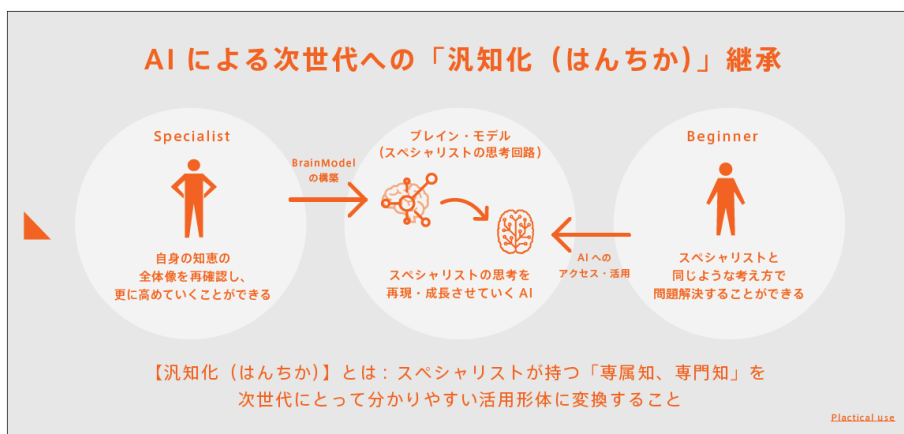 AIによる次世代への「汎知化（はんちか）」継承
Specialist
自身の知恵の
全体像を再確認し、
更に高めていくことができる
BrainModel
の構築
ブレイン・モデル
(スペシャリストの思考回路)
スペシャリストの思考を
再現・成長させていくAI
AIへの
アクセス・活用
Beginner
スペシャリストと
同じような考え方で
問題解決することができる
【汎知化（はんちか）】とは：スペシャリストが持つ「専属知、専門知」を
次世代にとって分かりやすい活用形体に変換すること
Plactical use